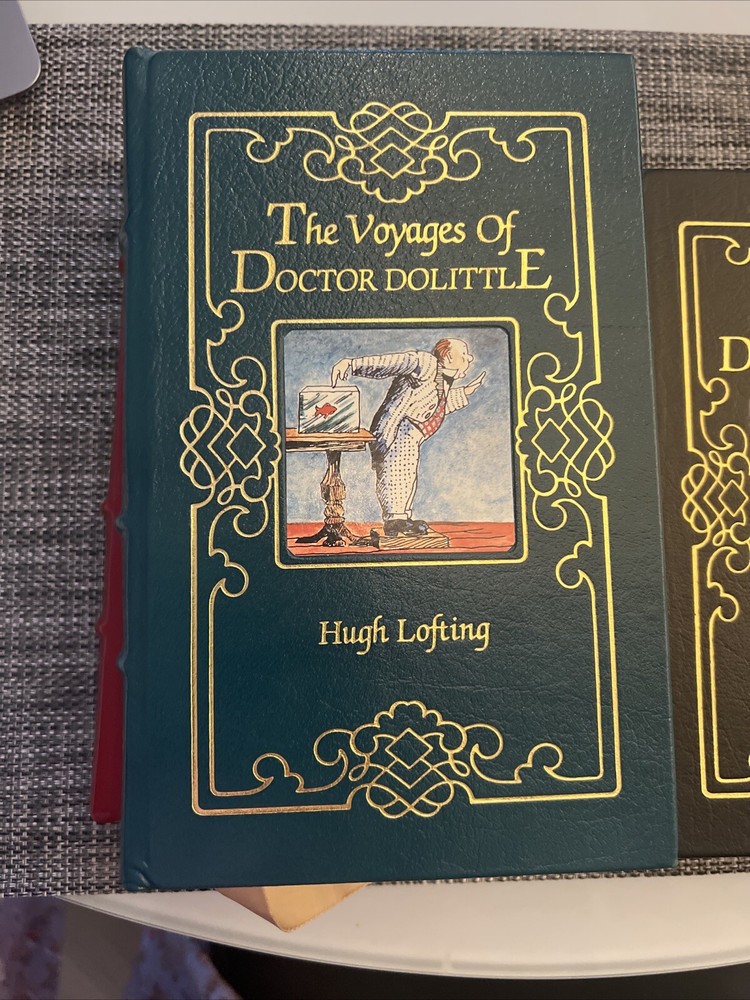 The Voyages Of
DOCTOR DOLITTLE
Hugh Lofting
D